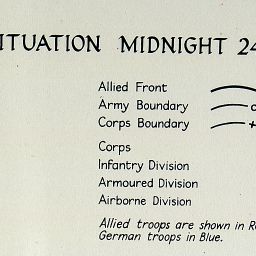 ITUATION MIDNIGHT 24
Allied Front
Army Boundary
Corps Boundary
Corps
Infantry Division
Armoured Division
Airborne Division
Allied troops are shown in R
German troops in Blue.